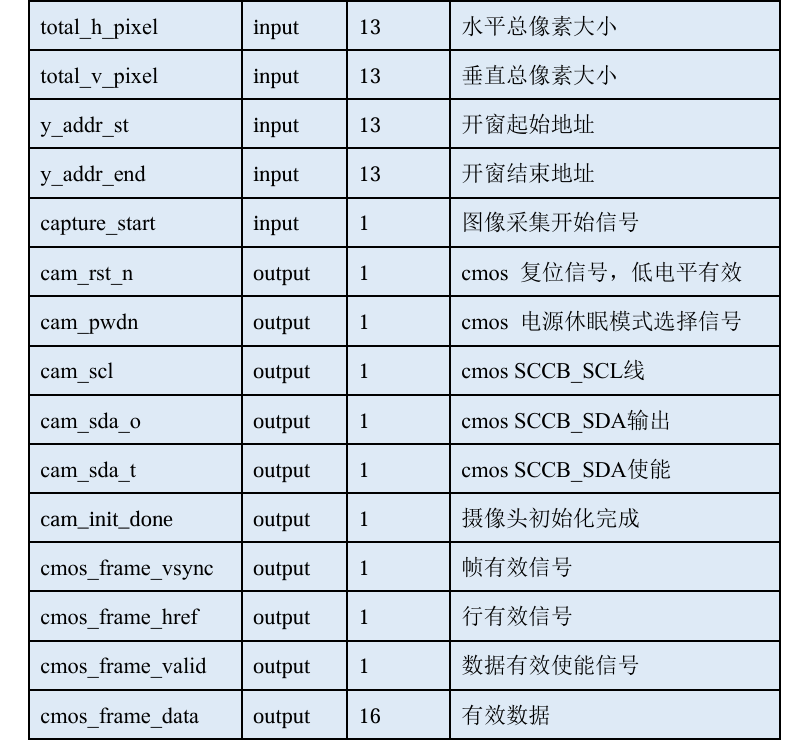 total_h_pixel input 13 水平总像素大小
total_v_pixel input 13 垂直总像素大小
y_addr_st input 13 开窗起始地址
y_addr_end input 13 开窗结束地址
capture_start input 1 图像采集开始信号
cam_rst_n output 1 cmos 复位信号，低电平有效
cam_pwdn output 1 cmos 电源休眠模式选择信号
cam_scl output 1 cmos SCCB_SCL线
cam_sda_o output 1 cmos SCCB_SDA输出
cam_sda_t output 1 cmos SCCB_SDA使能
cam_init_done output 1 摄像头初始化完成
cmos_frame_vsync output 1 帧有效信号
cmos_frame_href output 1 行有效信号
cmos_frame_valid output 1 数据有效使能信号
cmos_frame_data output 16 有效数据